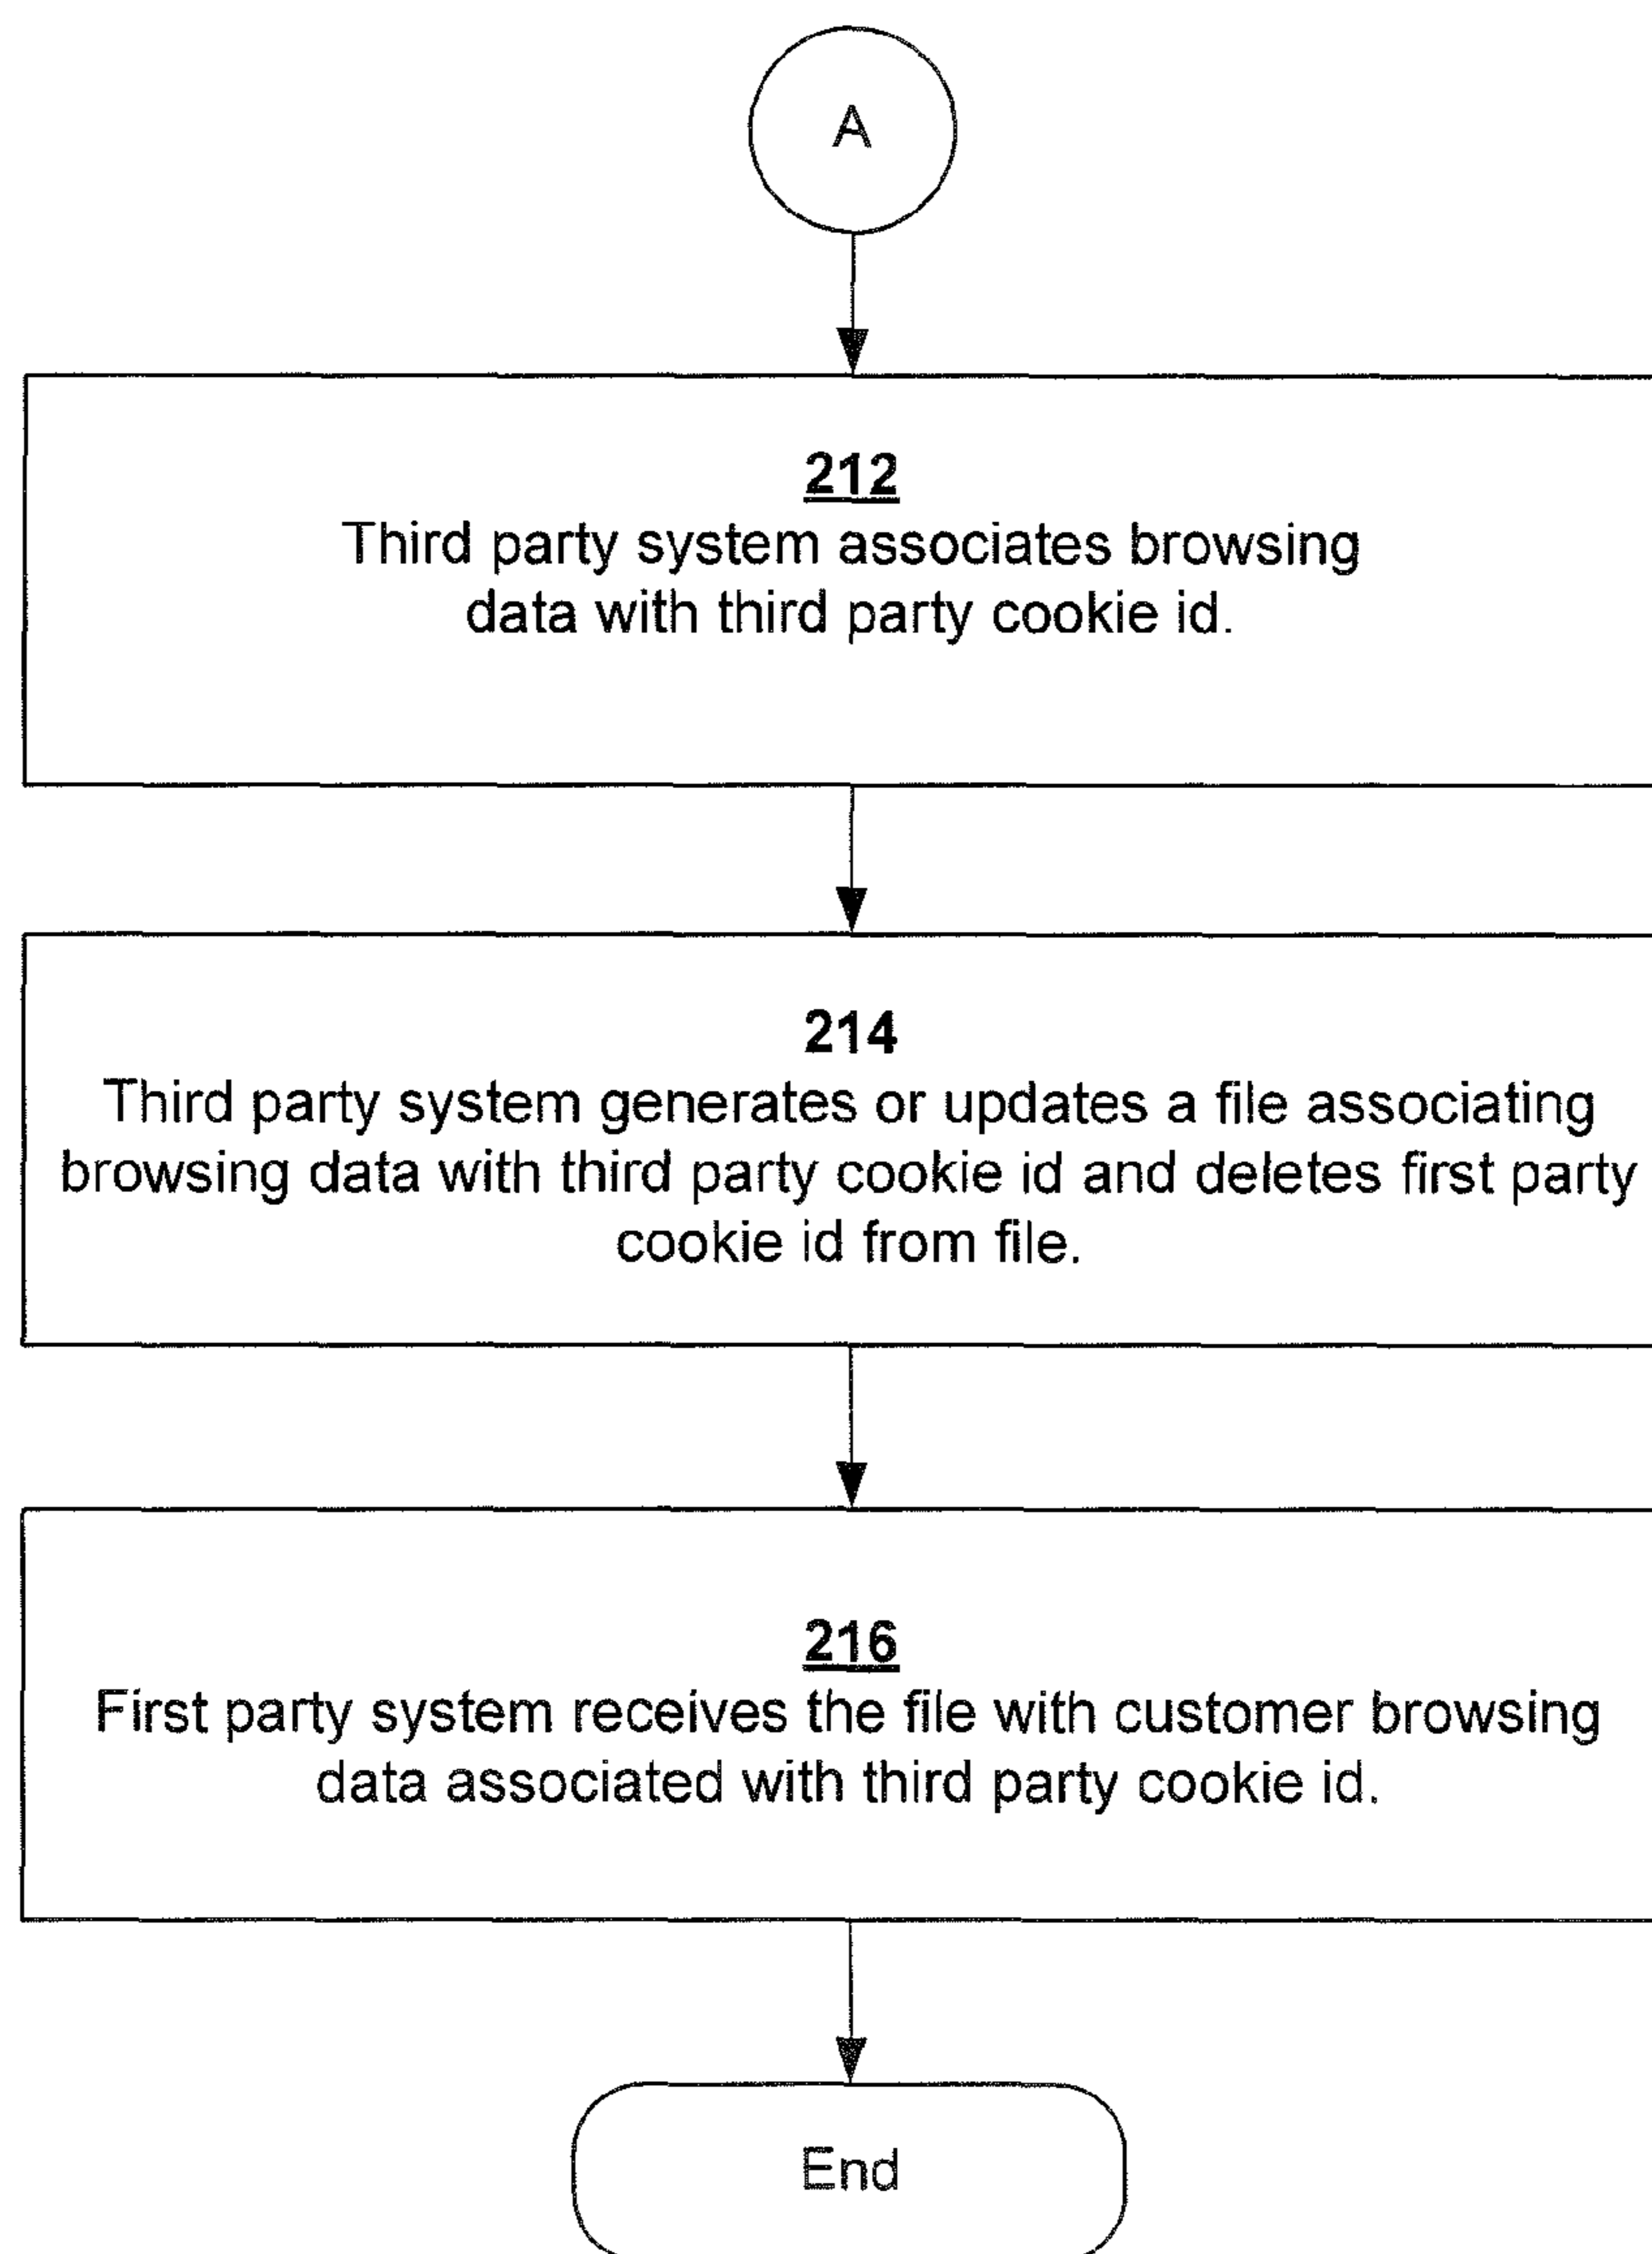 A
212
Third party system associates browsing
data with third party cookie id.
214
Third party system generates or updates a file associating
browsing data with third party cookie id and deletes first party
cookie id from file.
216
First party system receives the file with customer browsing
data associated with third party cookie id.
End